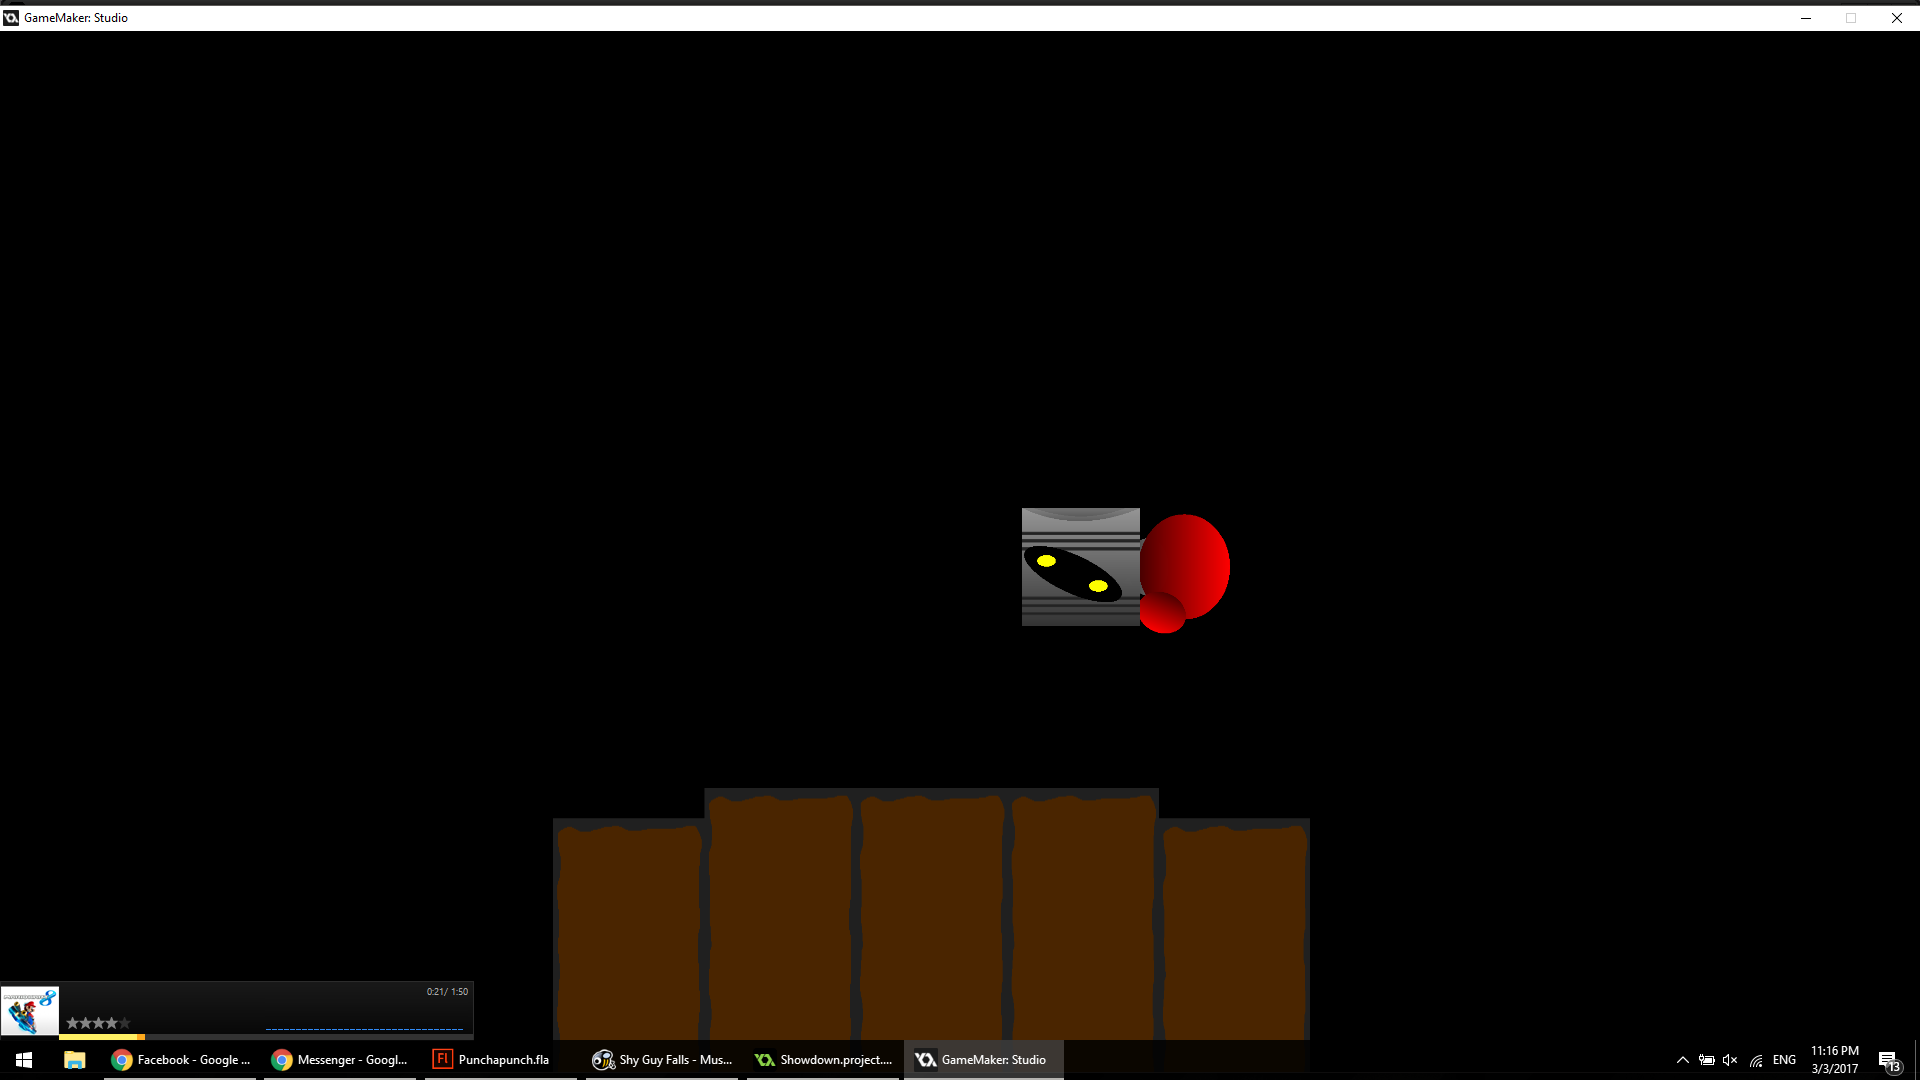 GameMaker: Studio
0:21/ 1:50
Facebook - Google ...
Messenger - Googl...
Punchapunch.fla
Shy Guy Falls - Mus...
Showdown.project....
GameMaker: Studio
ENG
11:16 PM
3/3/2017
13